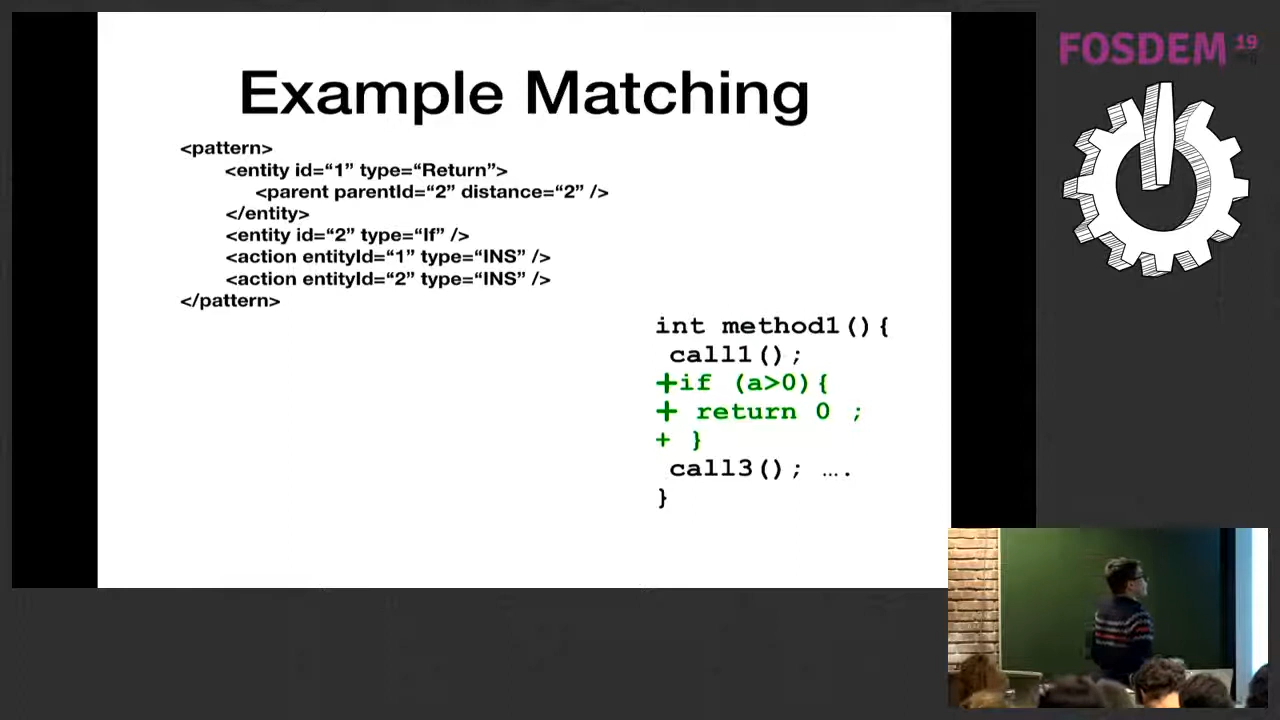 Example Matching
<pattern>
<entity id=“1” type=“Return”>
<parent parentId=“2” distance=“2” />
</entity>
<entity id=“2” type=“If” />
<action entityId=“1” type=“INS” />
<action entityId=“2” type=“INS” />
</pattern>
int method1(){
call1();
+if (a>0){
+ return 0 ;
+ }
call3(); ….
}
FOSDEM 19